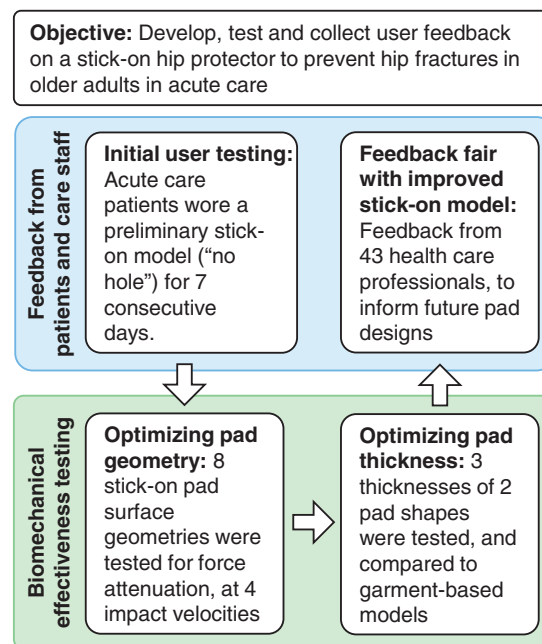 Objective: Develop, test and collect user feedback
on a stick-on hip protector to prevent hip fractures in
older adults in acute care
Feedback from
patients and care staff
Initial user testing:
Acute care
patients wore a
preliminary stick-
on model (“no
hole”) for 7
consecutive
days.
Feedback fair
with improved
stick-on model:
Feedback from
43 health care
professionals, to
inform future pad
designs
Biomechanical
effectiveness testing
Optimizing pad
geometry: 8
stick-on pad
surface
geometries were
tested for force
attenuation, at 4
impact velocities
Optimizing pad
thickness: 3
thicknesses of 2
pad shapes
were tested, and
compared to
garment-based
models